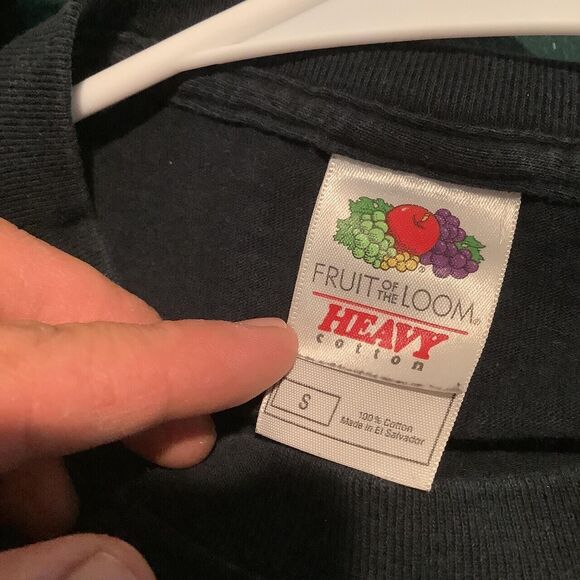 FRUIT OF THE LOOM®
HEAVY
cotton
S
100% Cotton
Made in El Salvador